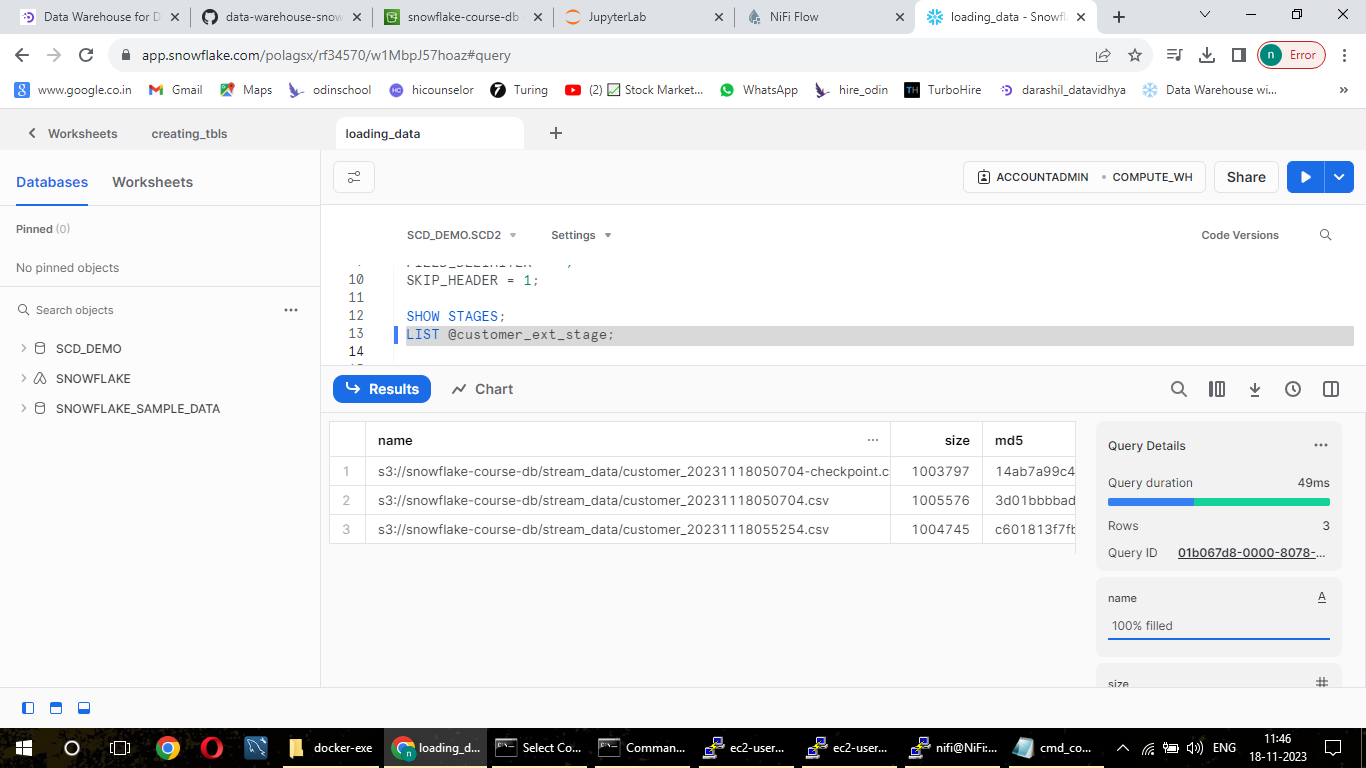 Data Warehouse for D
data-warehouse-snow
snowflake-course-db
JupyterLab
NiFi Flow
loading_data - Snowfl
app.snowflake.com/polagsx/rf34570/w1MbpJ57hoaz#query
n Error
www.google.co.in
Gmail
Maps
odinschool
HC hicounselor
Turing
(2) Stock Market...
WhatsApp
hire_odin
TH TurboHire
darashil_datavidhya
Data Warehouse wi...
»
Worksheets
creating_tbls
loading_data
Databases
Worksheets
ACCOUNTADMIN • COMPUTE_WH
Share
Pinned (0)
No pinned objects
Search objects
SCD_DEMO
SNOWFLAKE
SNOWFLAKE_SAMPLE_DATA
SCD_DEMO.SCD2
Settings
Code Versions
10 SKIP_HEADER = 1;
11
12 SHOW STAGES;
13 LIST @customer_ext_stage;
14
Results
Chart
name ... size md5
1 s3://snowflake-course-db/stream_data/customer_20231118050704-checkpoint.c 1003797 14ab7a99c4
2 s3://snowflake-course-db/stream_data/customer_20231118050704.csv 1005576 3d01bbbbad
3 s3://snowflake-course-db/stream_data/customer_20231118055254.csv 1004745 c601813f7fb
Query Details ...
Query duration 49ms
Rows 3
Query ID 01b067d8-0000-8078-...
name A
100% filled
size #
docker-exe
loading_d...
Select Co...
Comman...
ec2-user...
ec2-user...
nifi@NiFi:...
cmd_co...
ENG
11:46
18-11-2023